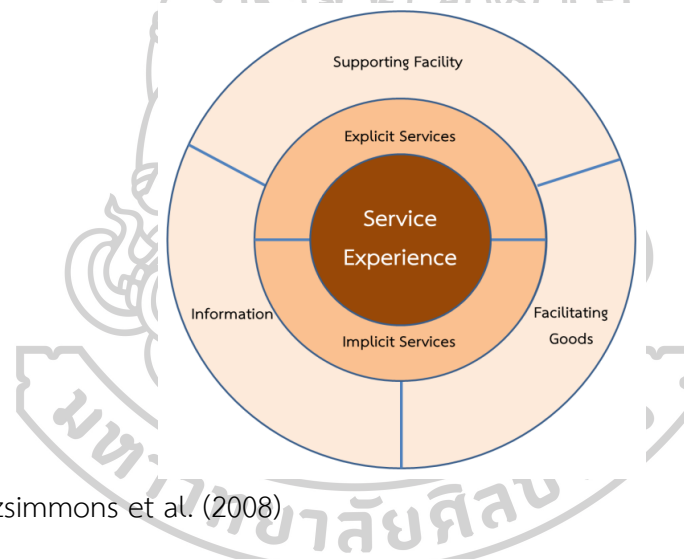 Supporting Facility
Explicit Services
Service
Experience
Information
Facilitating
Goods
Implicit Services
zsimmons et al. (2008)